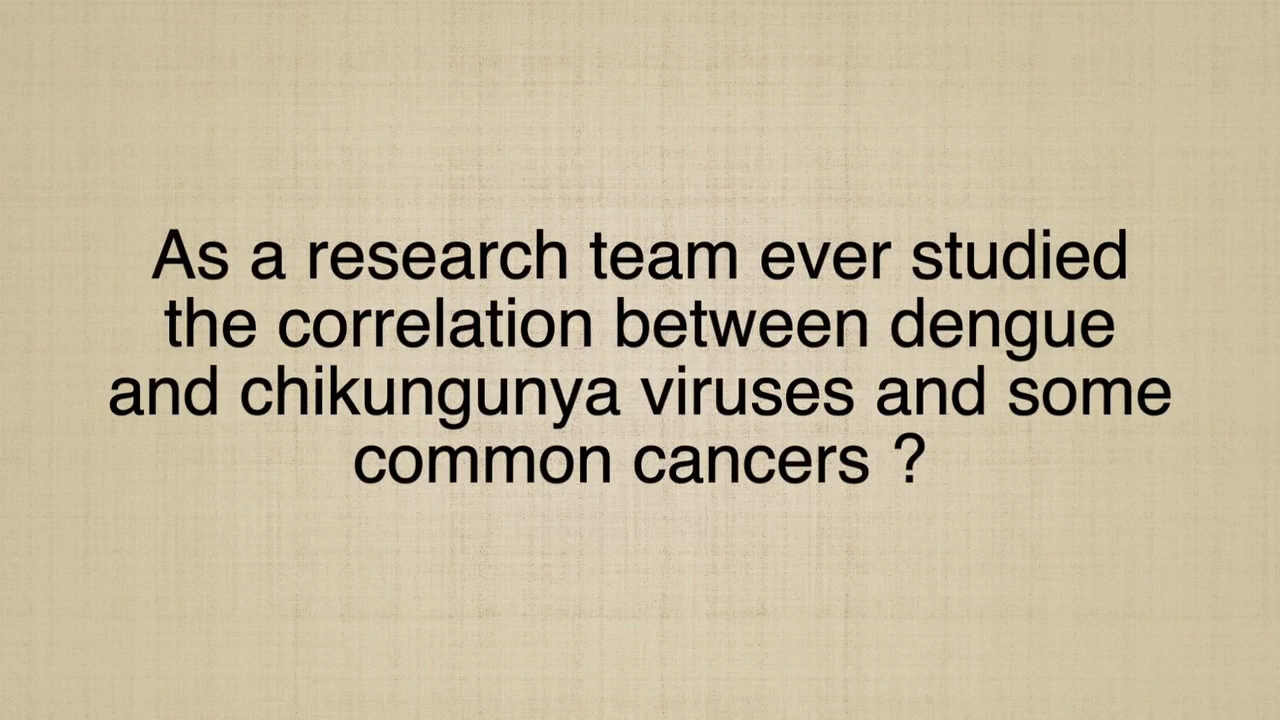 As a research team ever studied
the correlation between dengue
and chikungunya viruses and some
common cancers ?